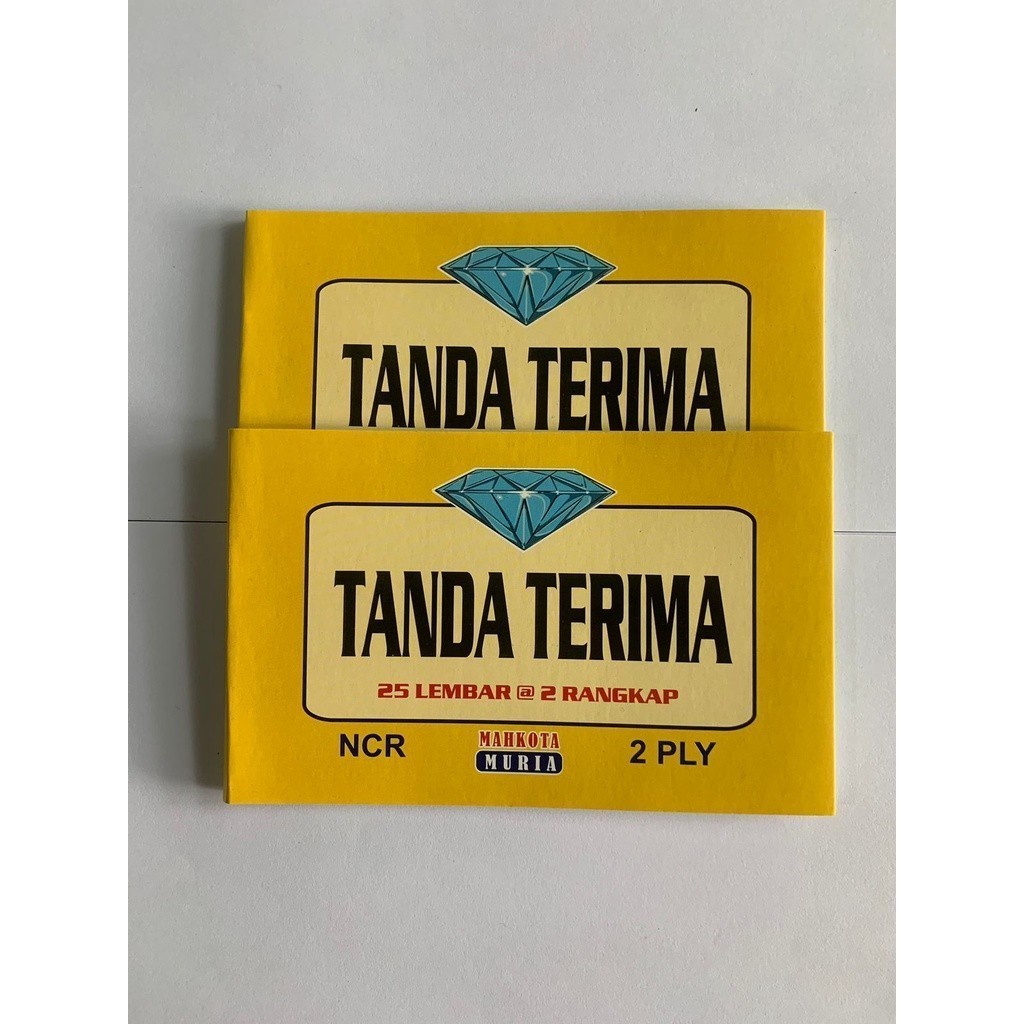 TANDA TERIMA
TANDA TERIMA
25 LEMBAR @ 2 RANGKAP
NCR
MAHKOTA
MURIA
2 PLY